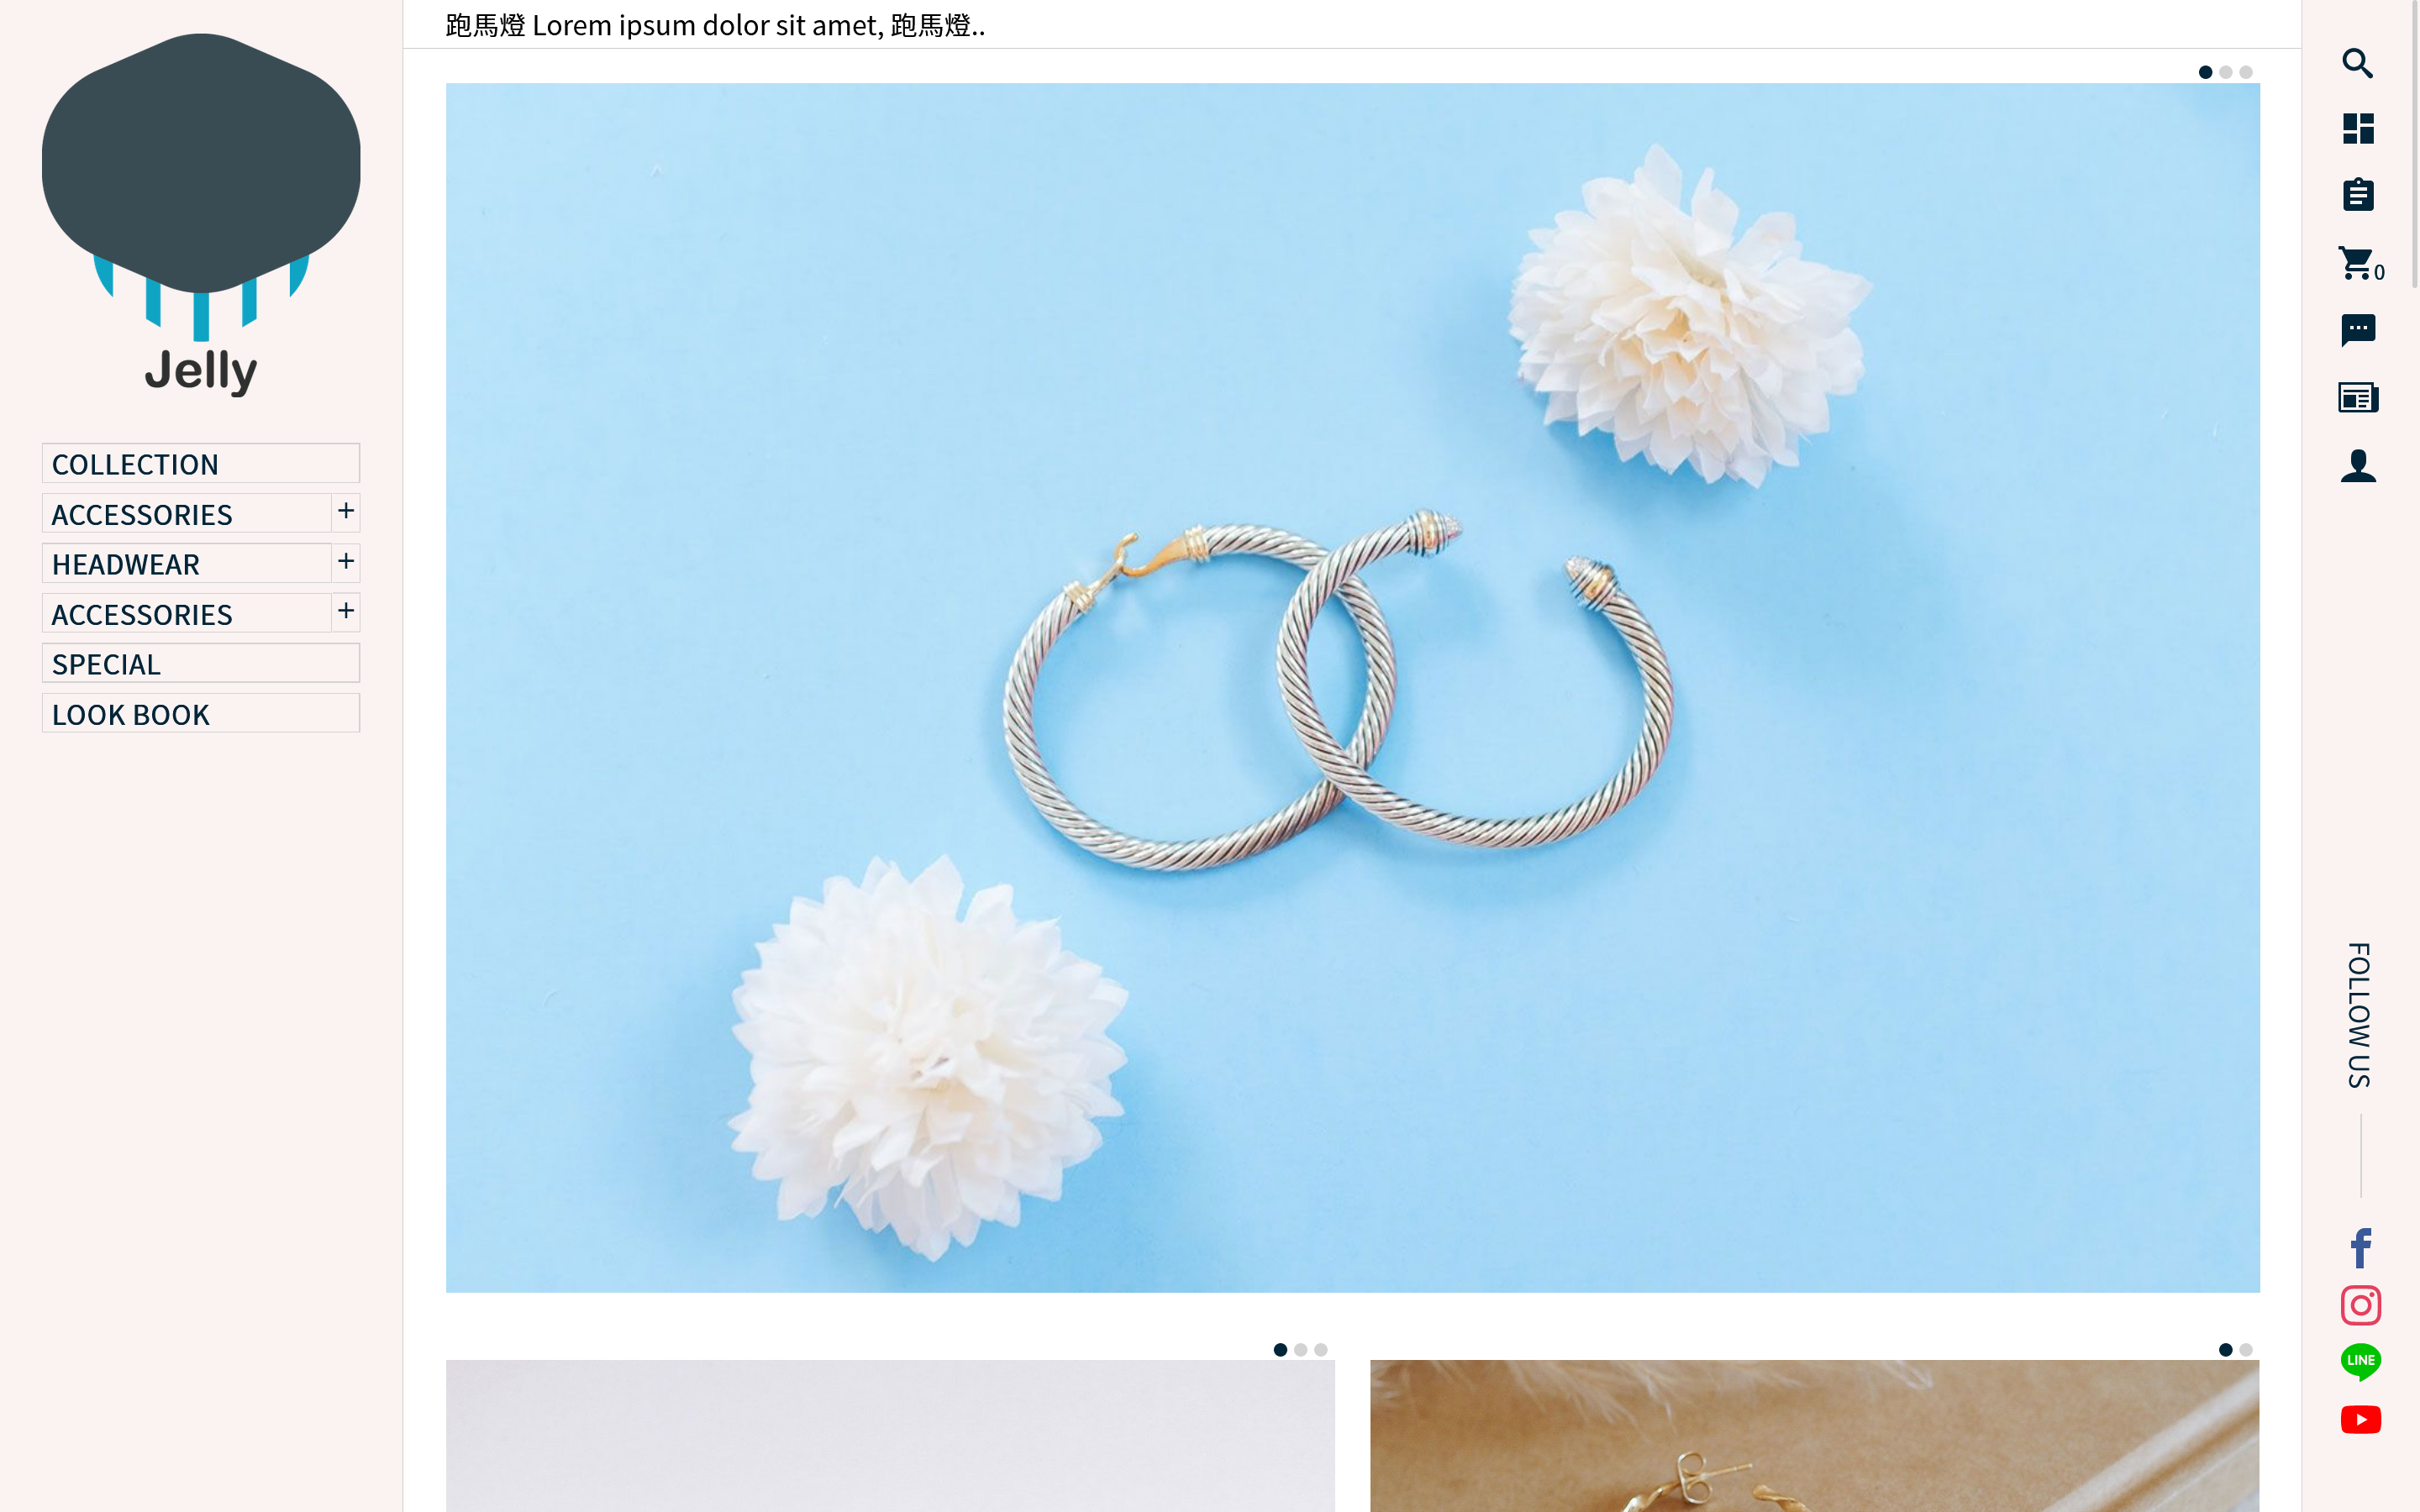 跑馬燈 Lorem ipsum dolor sit amet, 跑馬燈..
Jelly
COLLECTION
ACCESSORIES +
HEADWEAR +
ACCESSORIES +
SPECIAL
LOOK BOOK
0
FOLLOW US
LINE